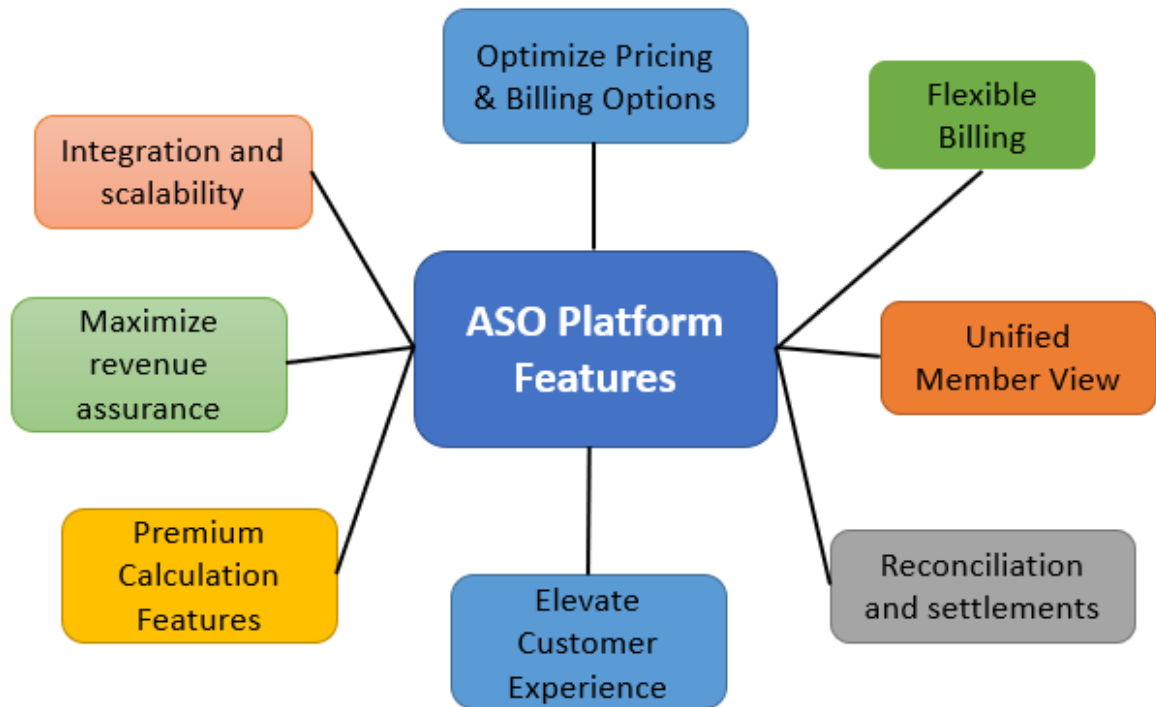 Optimize Pricing
& Billing Options
Flexible
Billing
Integration and
scalability
ASO Platform
Features
Maximize
revenue
assurance
Unified
Member View
Premium
Calculation
Features
Elevate
Customer
Experience
Reconciliation
and settlements